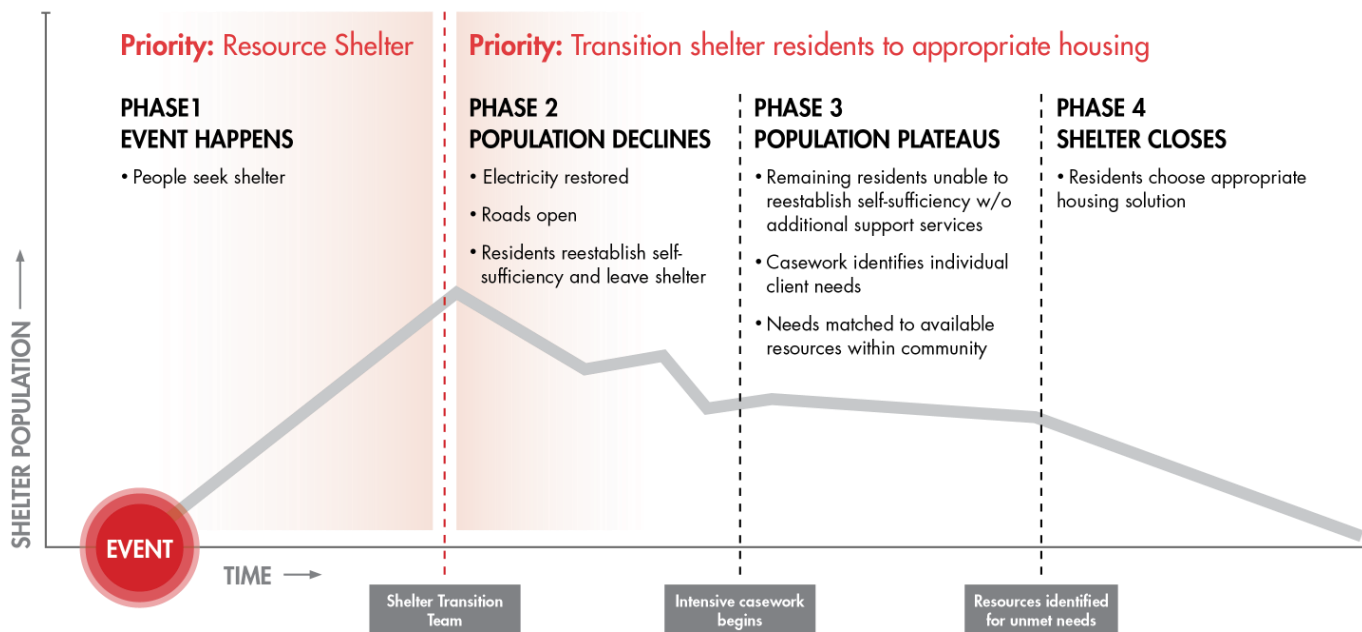 Priority: Resource Shelter
Priority: Transition shelter residents to appropriate housing
PHASE1
EVENT HAPPENS
• People seek shelter
PHASE 2
POPULATION DECLINES
• Electricity restored
• Roads open
• Residents reestablish self-
sufficiency and leave shelter
PHASE 3
POPULATION PLATEAUS
• Remaining residents unable to
reestablish self-sufficiency w/o
additional support services
• Casework identifies individual
client needs
• Needs matched to available
resources within community
PHASE 4
SHELTER CLOSES
• Residents choose appropriate
housing solution
SHELTER POPULATION
EVENT
TIME
Shelter Transition
Team
Intensive casework
begins
Resources identified
for unmet needs